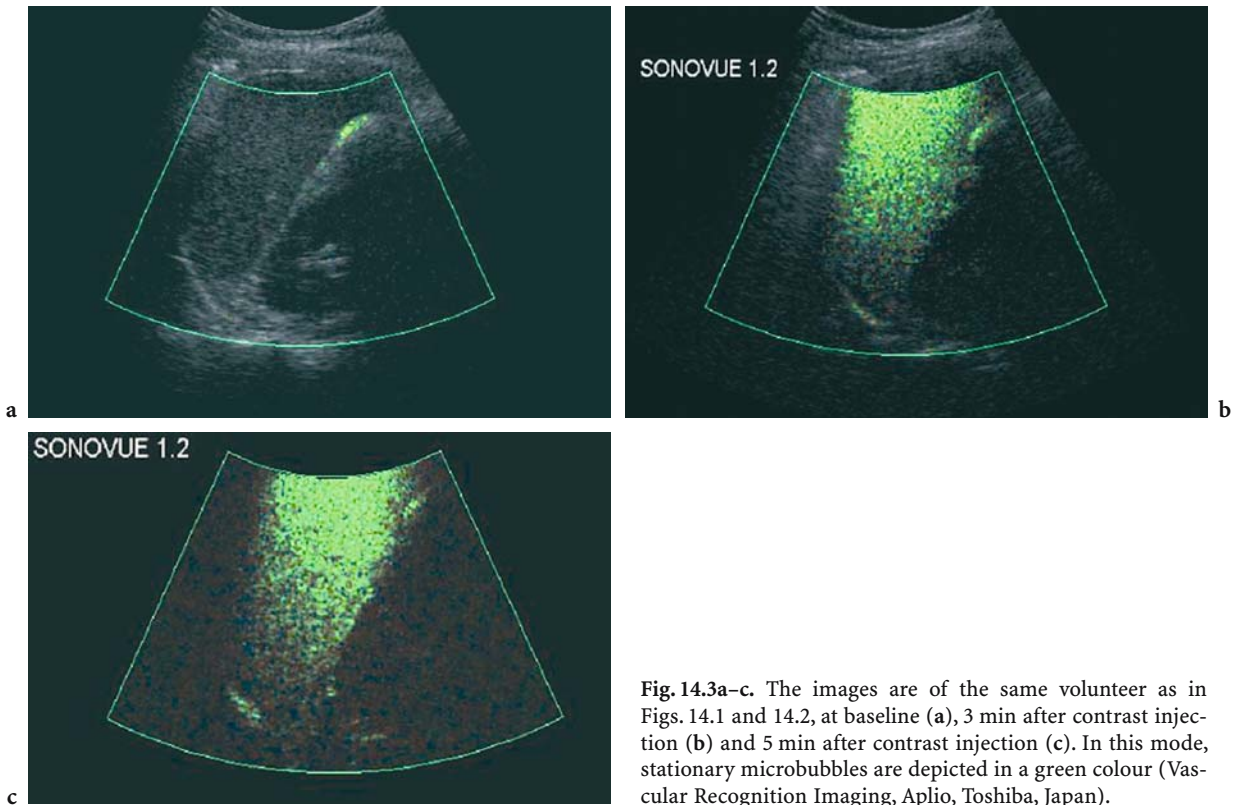 SONOVUE 1.2
a
b
SONOVUE 1.2
c
Fig. 14.3a–c. The images are of the same volunteer as in
Figs. 14.1 and 14.2, at baseline (a), 3 min after contrast injec-
tion (b) and 5 min after contrast injection (c). In this mode,
stationary microbubbles are depicted in a green colour (Vas-
cular Recognition Imaging, Aplio, Toshiba, Japan).